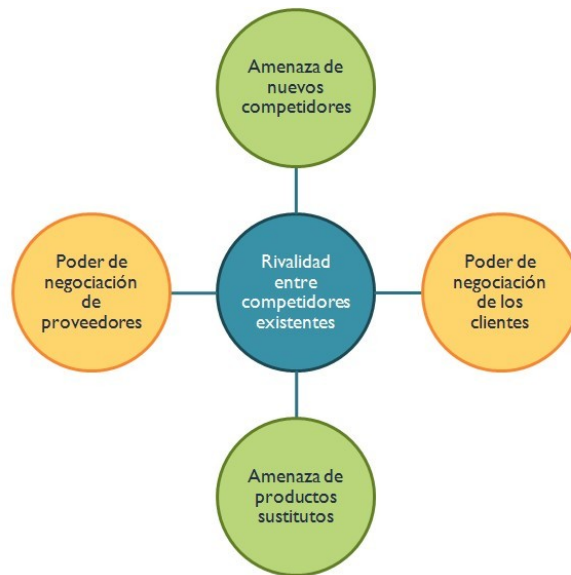 Amenaza de
nuevos
competidores
Poder de
negociación
de
proveedores
Rivalidad
entre
competidores
existentes
Poder de
negociación
de los
clientes
Amenaza de
productos
sustitutos